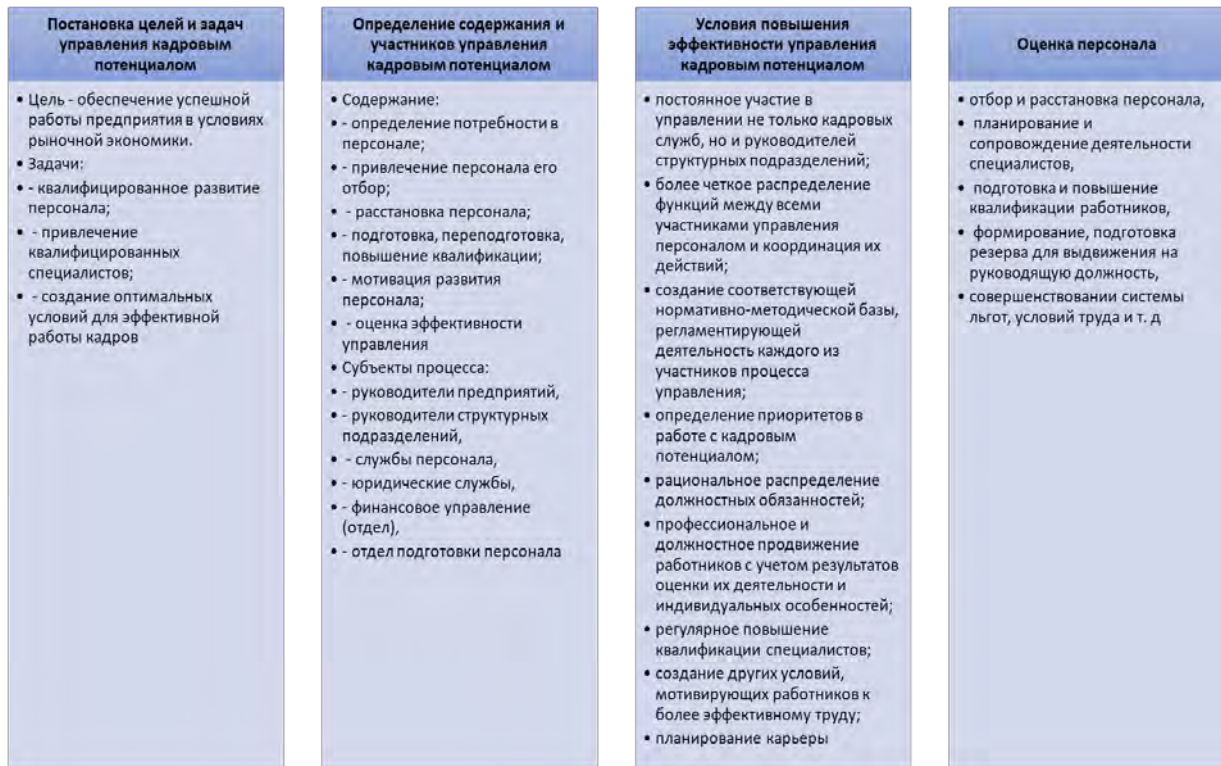 Постановка целей и задач
управления кадровым
потенциалом
• Цель - обеспечение успешной
работы предприятия в условиях
рыночной экономики.
• Задачи:
• - квалифицированное развитие
персонала;
• - привлечение
квалифицированных
специалистов;
• - создание оптимальных
условий для эффективной
работы кадров
Определение содержания и
участников управления
кадровым потенциалом
• Содержание:
• - определение потребности в
персонале;
• - привлечение персонала его
отбор;
• - расстановка персонала;
• - подготовка, переподготовка,
повышение квалификации;
• - мотивация развития
персонала;
• - оценка эффективности
управления
• Субъекты процесса:
• - руководители предприятий,
• - руководители структурных
подразделений,
• - службы персонала,
• - юридические службы,
• - финансовое управление
(отдел),
• - отдел подготовки персонала
Условия повышения
эффективности управления
кадровым потенциалом
• постоянное участие в
управлении не только кадровых
служб, но и руководителей
структурных подразделений;
• более четкое распределение
функций между всеми
участниками управления
персоналом и координация их
действий;
• создание соответствующей
нормативно-методической базы,
регламентирующей
деятельность каждого из
участников процесса
управления;
• определение приоритетов в
работе с кадровым
потенциалом;
• рациональное распределение
должностных обязанностей;
• профессиональное и
должностное продвижение
работников с учетом результатов
оценки их деятельности и
индивидуальных особенностей;
• регулярное повышение
квалификации специалистов;
• создание других условий,
мотивирующих работников к
более эффективному труду;
• планирование карьеры
Оценка персонала
• отбор и расстановка персонала,
• планирование и
сопровождение деятельности
специалистов,
• подготовка и повышение
квалификации работников,
• формирование, подготовка
резерва для выдвижения на
руководящую должность,
• совершенствовании системы
льгот, условий труда и т. д